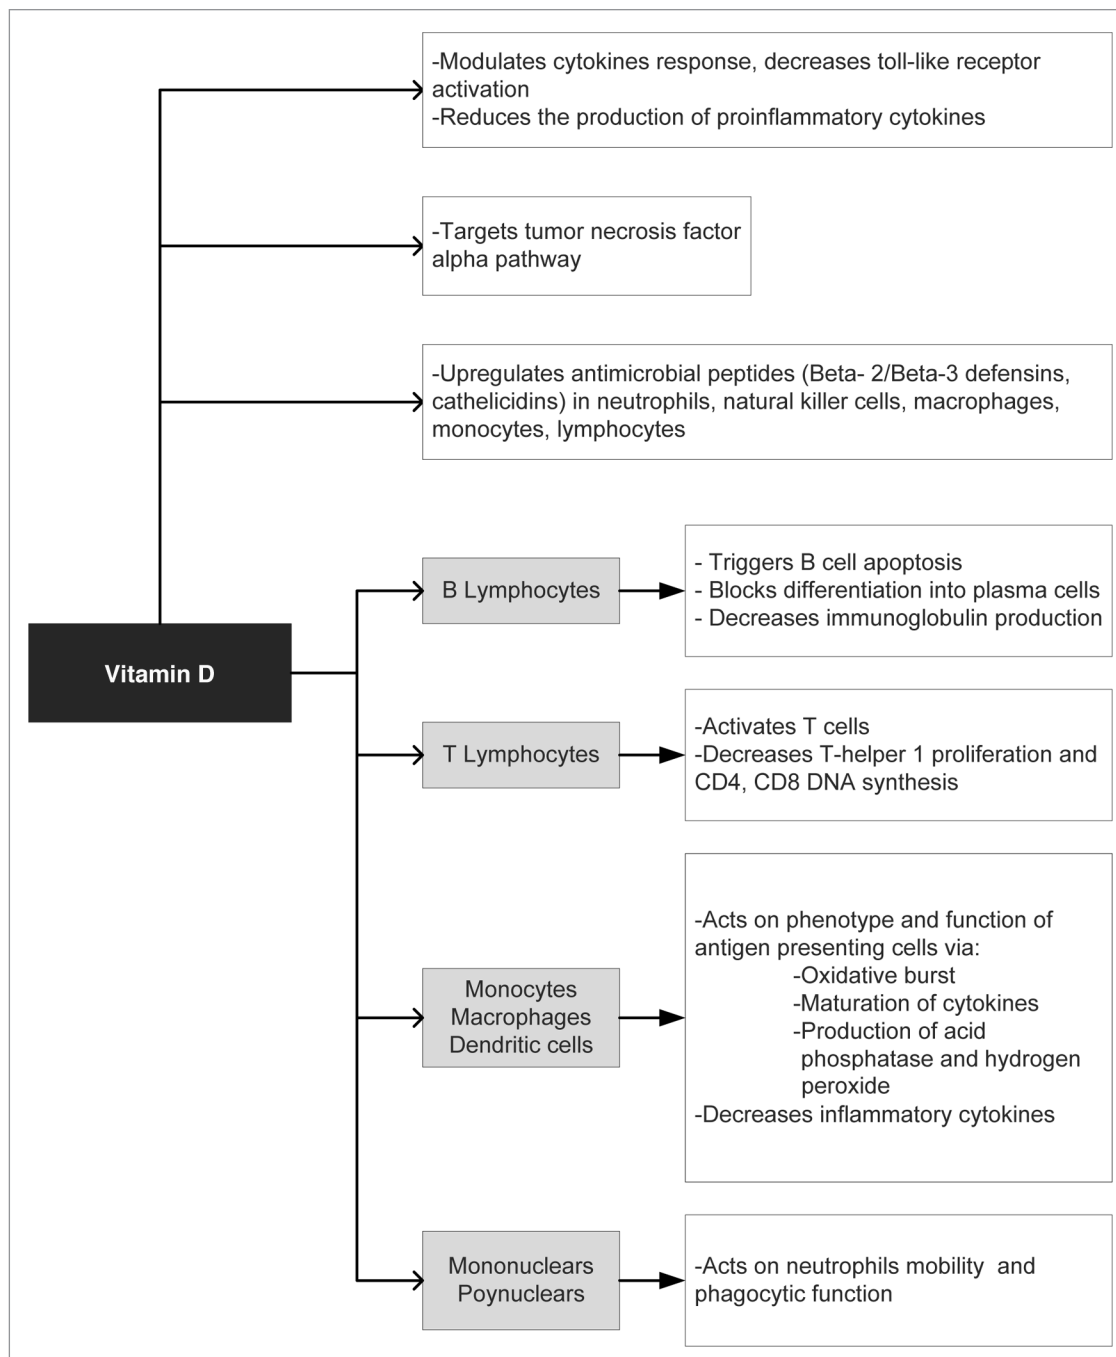 -Modulates cytokines response, decreases toll-like receptor
activation
-Reduces the production of proinflammatory cytokines
-Targets tumor necrosis factor
alpha pathway
-Upregulates antimicrobial peptides (Beta- 2/Beta-3 defensins,
cathelicidins) in neutrophils, natural killer cells, macrophages,
monocytes, lymphocytes
Vitamin D
B Lymphocytes
- Triggers B cell apoptosis
- Blocks differentiation into plasma cells
- Decreases immunoglobulin production
T Lymphocytes
-Activates T cells
-Decreases T-helper 1 proliferation and
CD4, CD8 DNA synthesis
Monocytes
Macrophages
Dendritic cells
-Acts on phenotype and function of
antigen presenting cells via:
-Oxidative burst
-Maturation of cytokines
-Production of acid
phosphatase and hydrogen
peroxide
-Decreases inflammatory cytokines
Mononuclears
Poynuclears
-Acts on neutrophils mobility and
phagocytic function